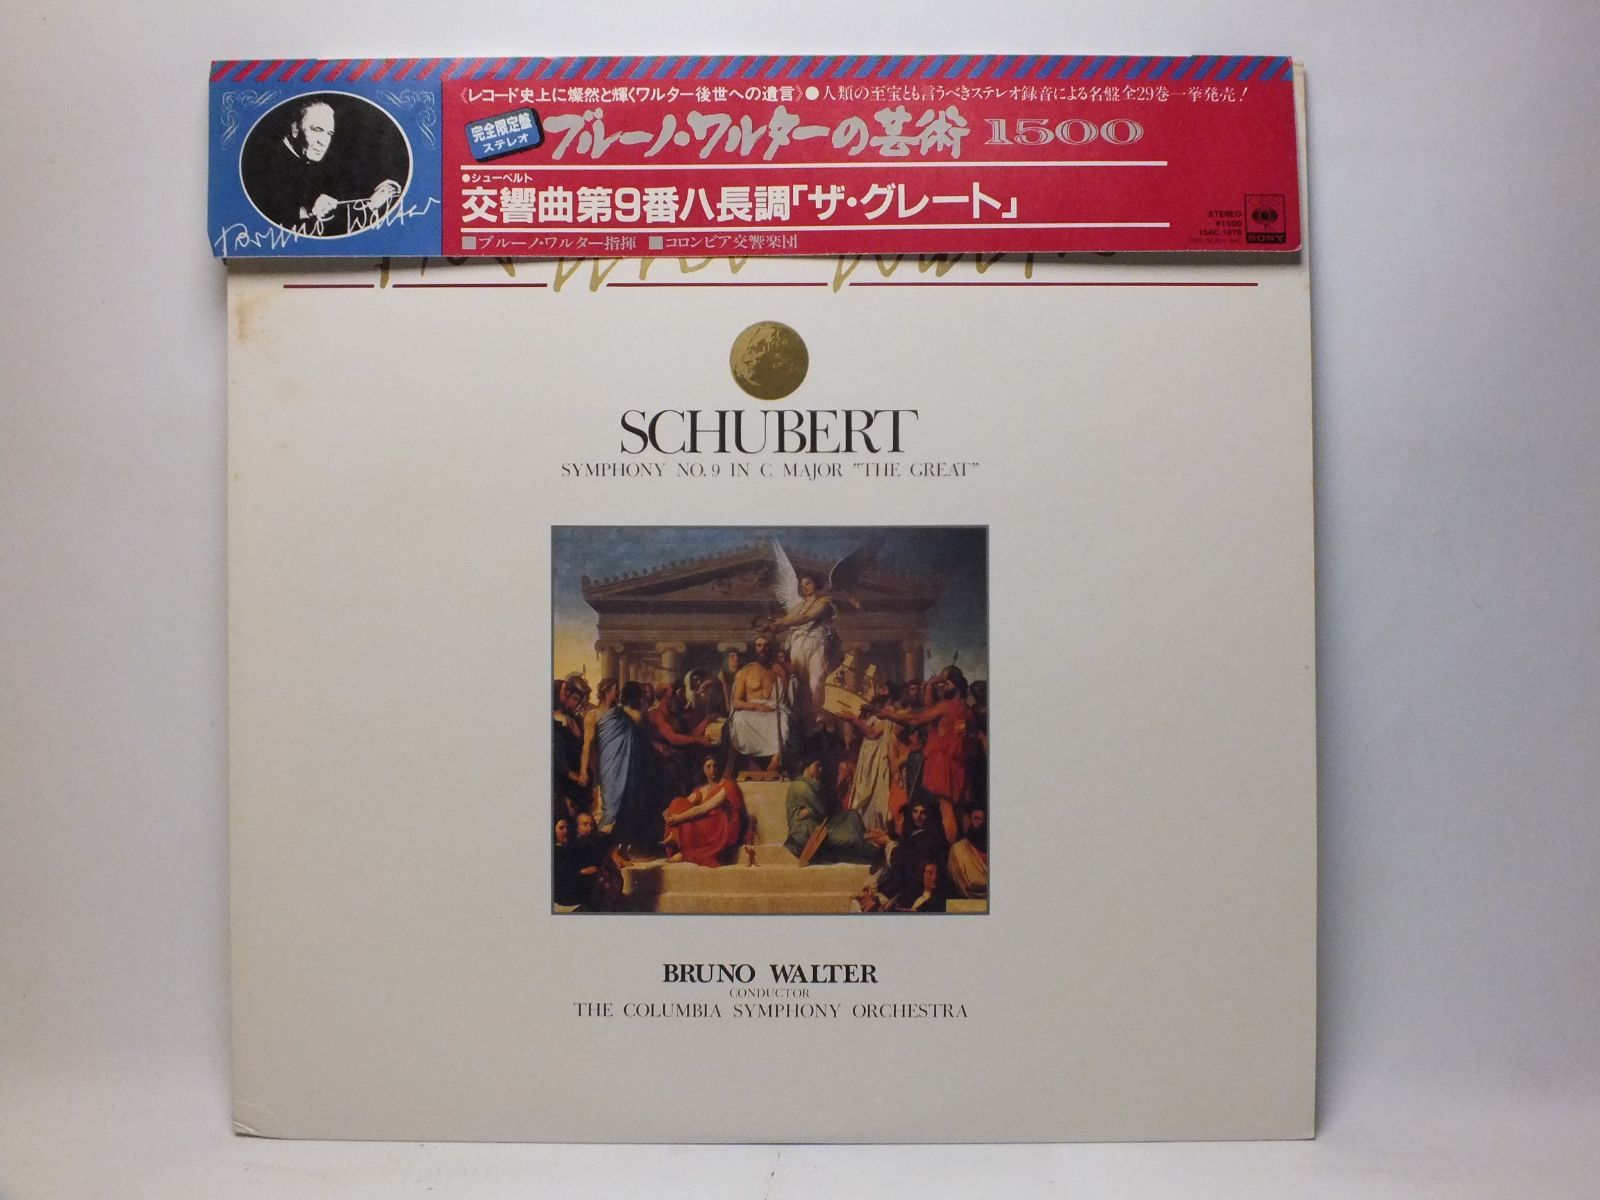 《レコード史上に燦然と輝くワルター後世への遺言》●人類の至宝とも言うべきステレオ録音による名盤全29巻一挙発売!
完全限定盤
ステレオ
ブルーノ・ワルターの芸術 1500
●シューベルト
交響曲第9番ハ長調「ザ・グレート」
■ブルーノ・ワルター指揮 ■コロンビア交響楽団
Bruno Walter
STEREO
¥1500
15AC 1275
CBS
SONY
SCHUBERT
SYMPHONY NO. 9 IN C MAJOR "THE GREAT"
BRUNO WALTER
CONDUCTOR
THE COLUMBIA SYMPHONY ORCHESTRA